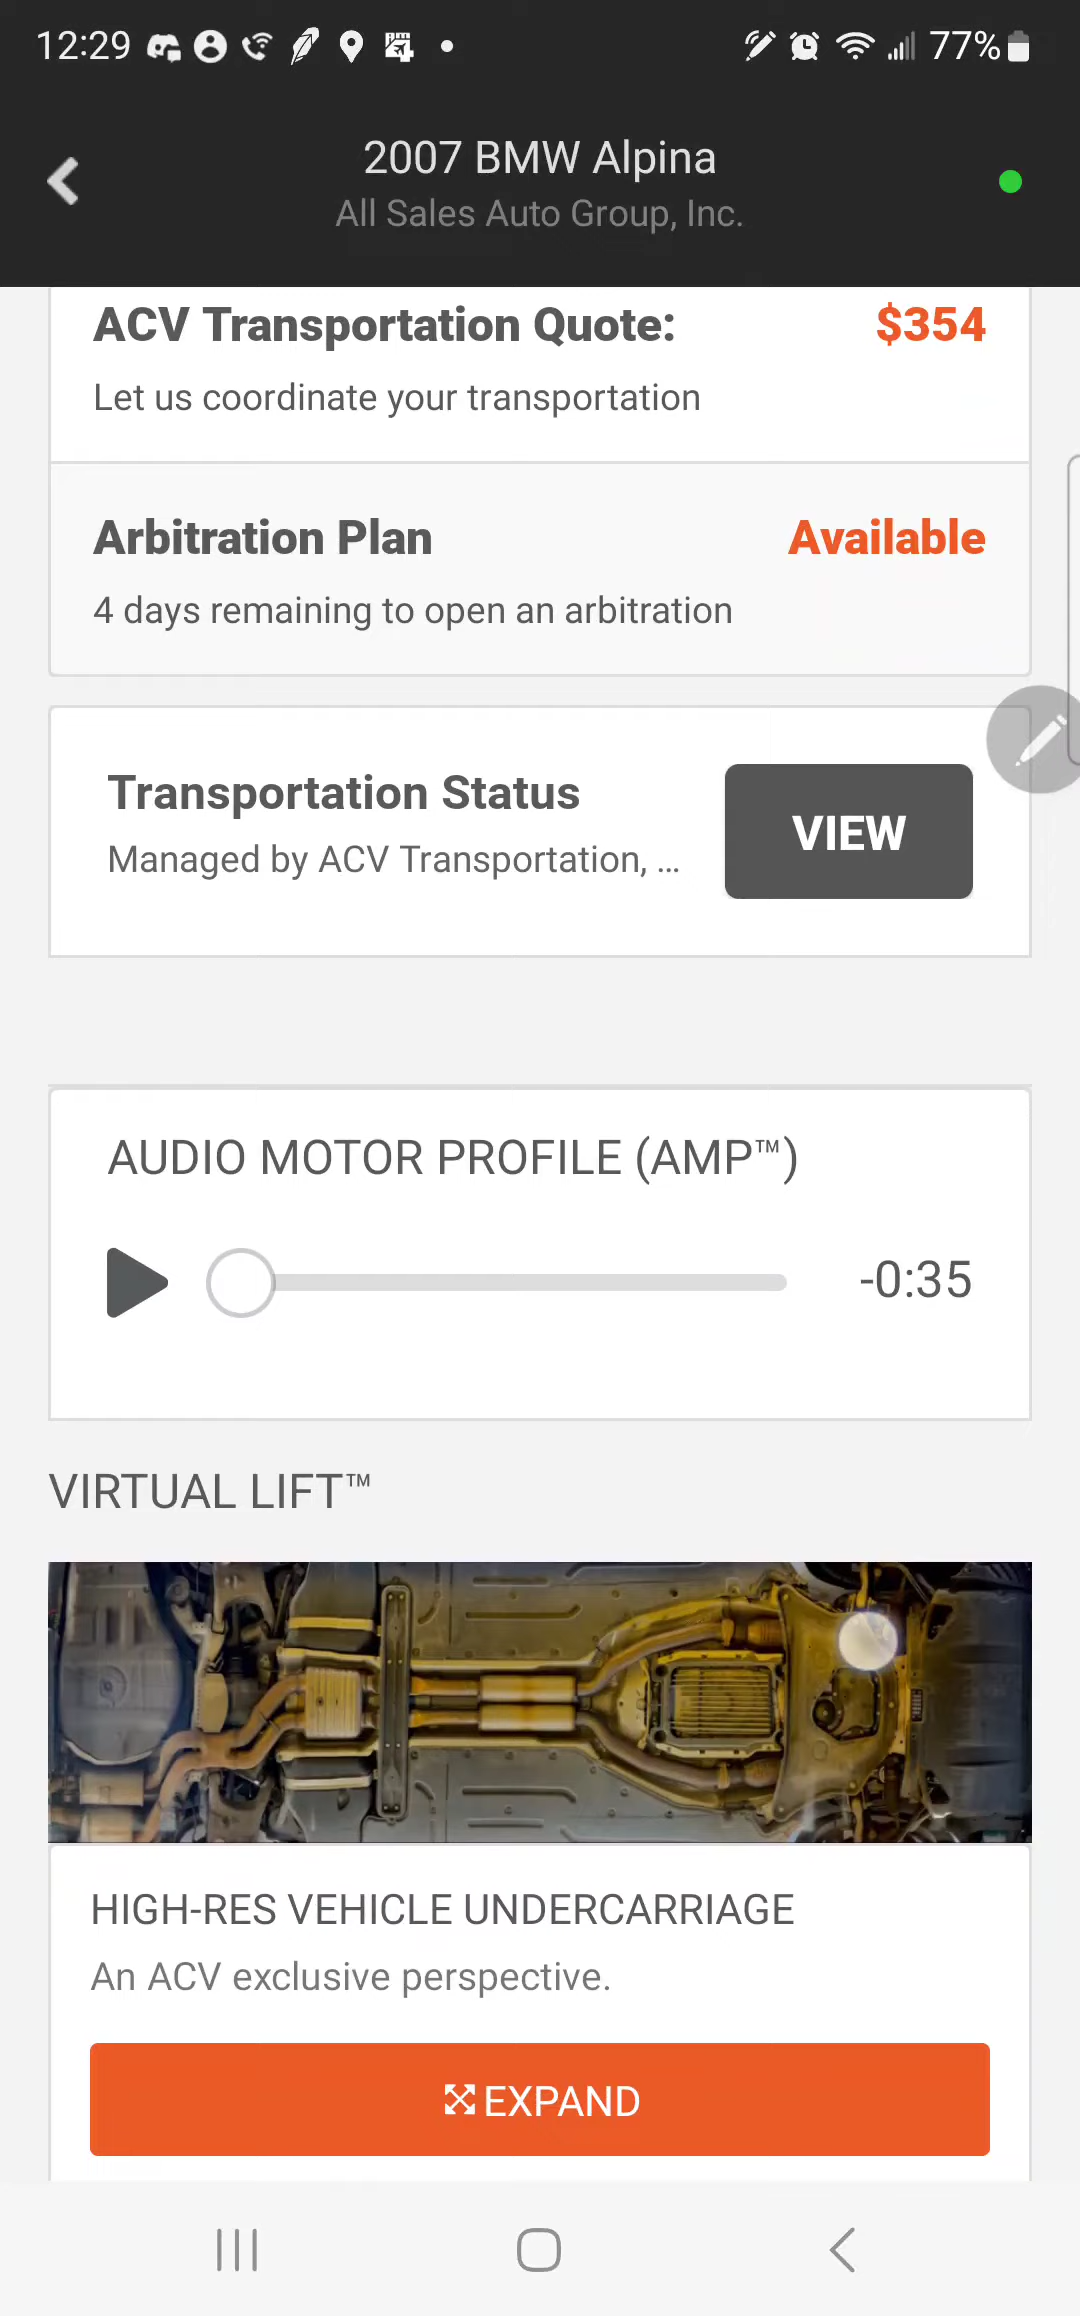 12:29
77%
2007 BMW Alpina
All Sales Auto Group, Inc.
ACV Transportation Quote: $354
Let us coordinate your transportation
Arbitration Plan Available
4 days remaining to open an arbitration
Transportation Status
VIEW
Managed by ACV Transportation, ...
AUDIO MOTOR PROFILE (AMP™)
-0:35
VIRTUAL LIFT™
HIGH-RES VEHICLE UNDERCARRIAGE
An ACV exclusive perspective.
EXPAND